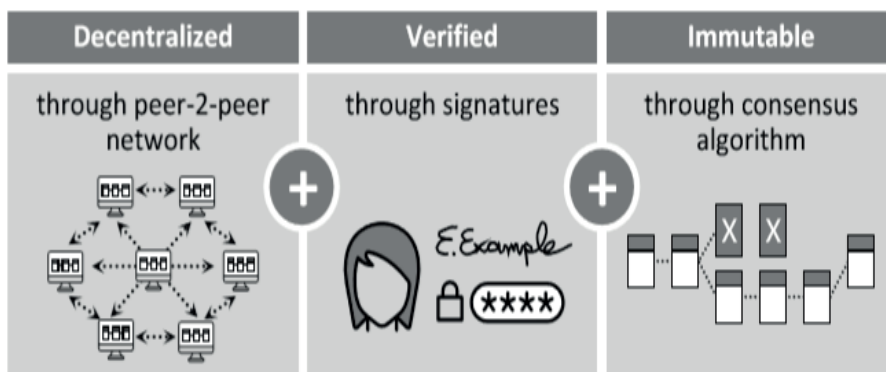 Decentralized
through peer-2-peer
network
+
Verified
through signatures
E.Example
****
+
Immutable
through consensus
algorithm
X X